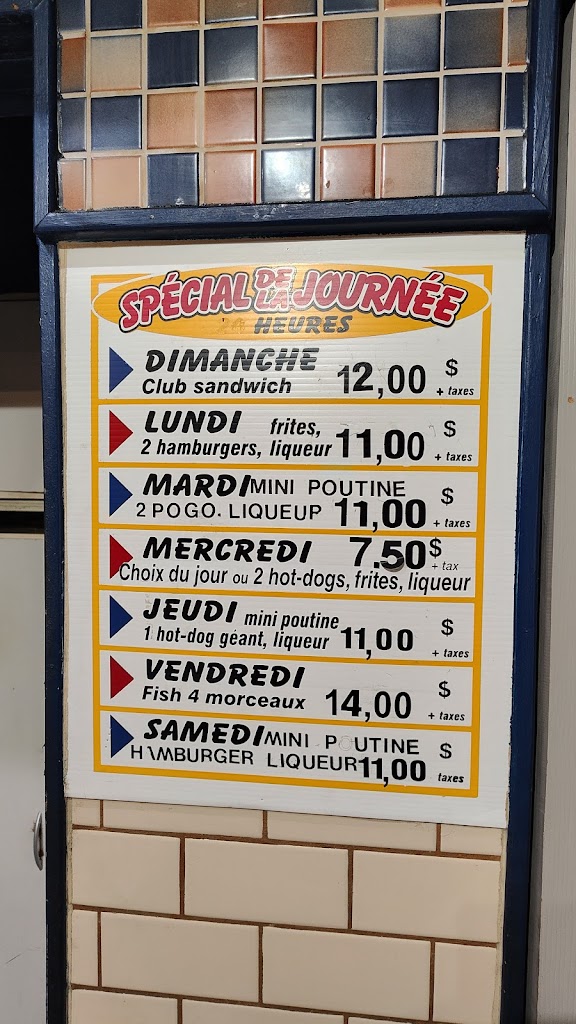 SPÉCIAL DE LA JOURNÉE
HEURES
DIMANCHE
Club sandwich 12,00 $
+ taxes
LUNDI frites,
2 hamburgers, liqueur 11,00 $
+ taxes
MARDI MINI POUTINE
2 POGO. LIQUEUP 11,00 $
+ taxes
MERCREDI 7.50 $
+ tax
Choix du jour ou 2 hot-dogs, frites, liqueur
JEUDI mini poutine
1 hot-dog géant, liqueur 11,00 $
+ taxes
VENDREDI
Fish 4 morceaux 14,00 $
+ taxes
SAMEDI MINI P UTINE
HAMBURGER LIQUEUR 11,00 $
taxes